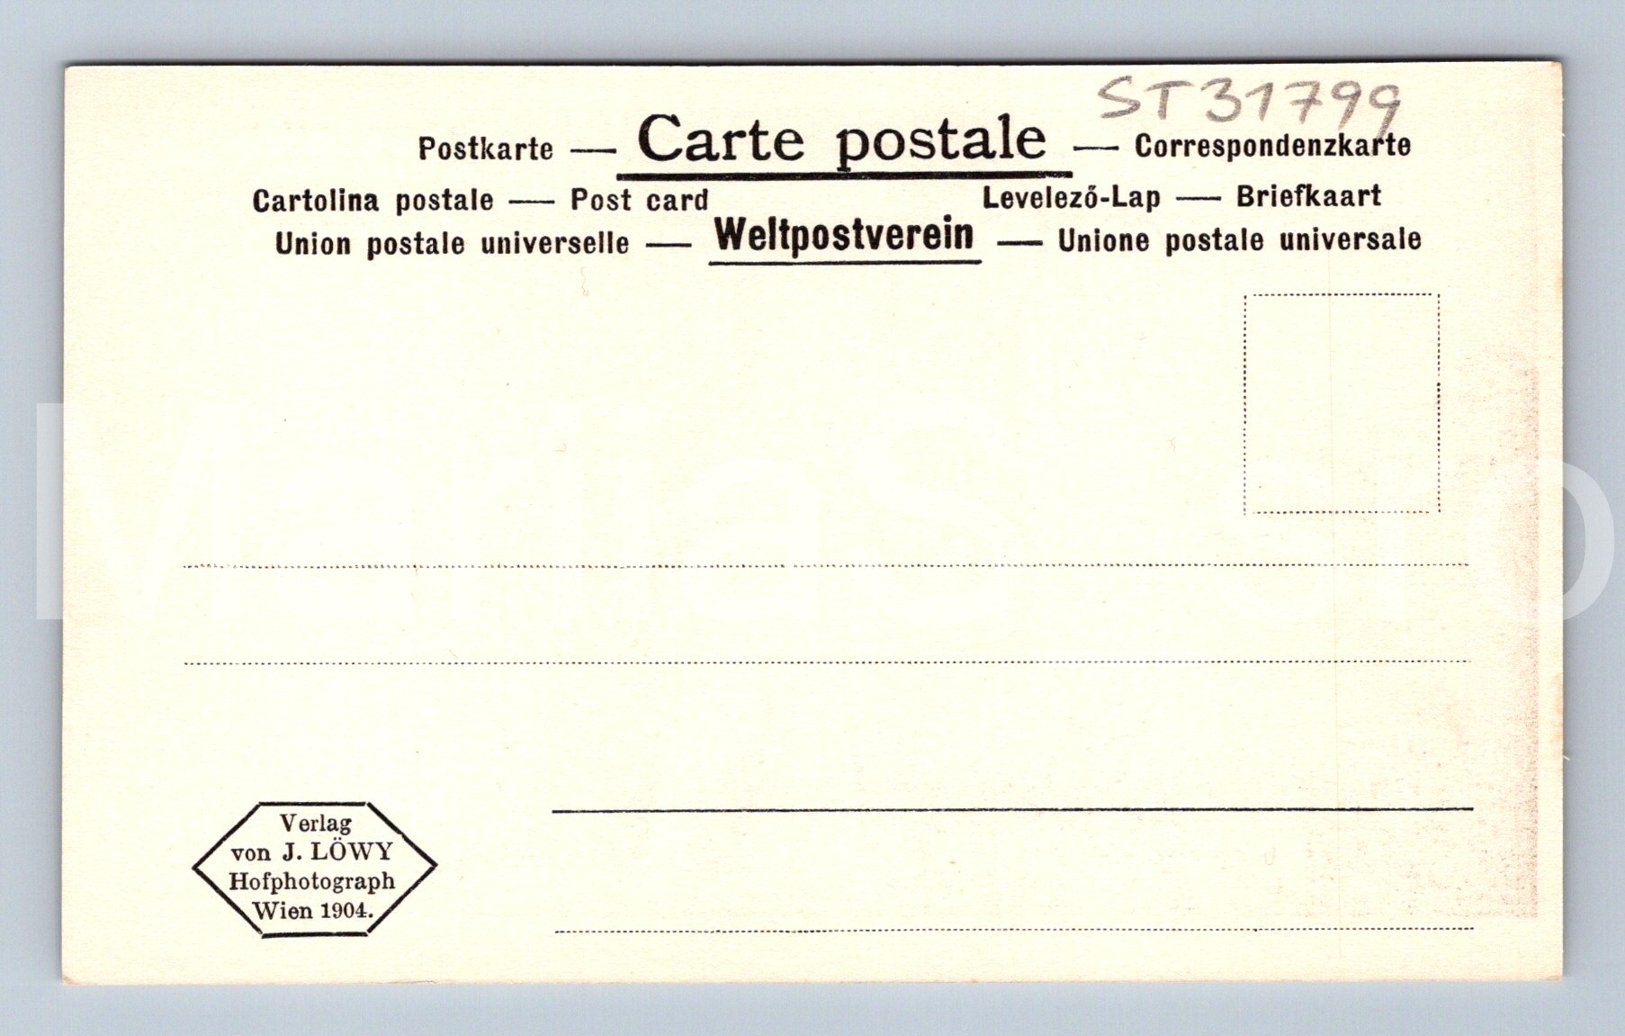 ST31799
Postkarte — Carte postale — Correspondenzkarte
Cartolina postale — Post card Levelező-Lap — Briefkaart
Union postale universelle — Weltpostverein — Unione postale universale
Verlag
von J. LÖWY
Hofphotograph
Wien 1904.